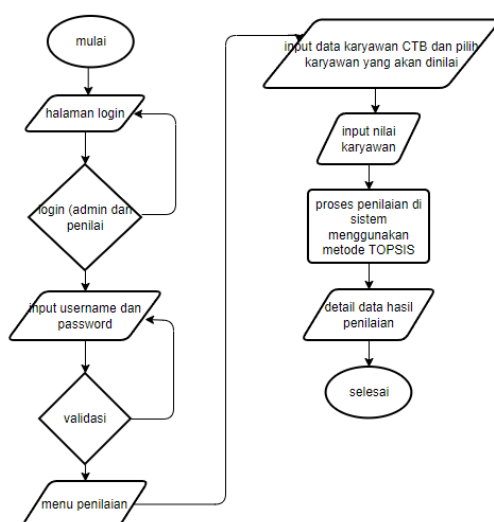 mulai
halaman login
login (admin dan
penilai
input username dan
password
validasi
menu penilaian
input data karyawan CTB dan pilih
karyawan yang akan dinilai
input nilai
karyawan
proses penilaian di
sistem
menggunakan
metode TOPSIS
detail data hasil
penilaian
selesai